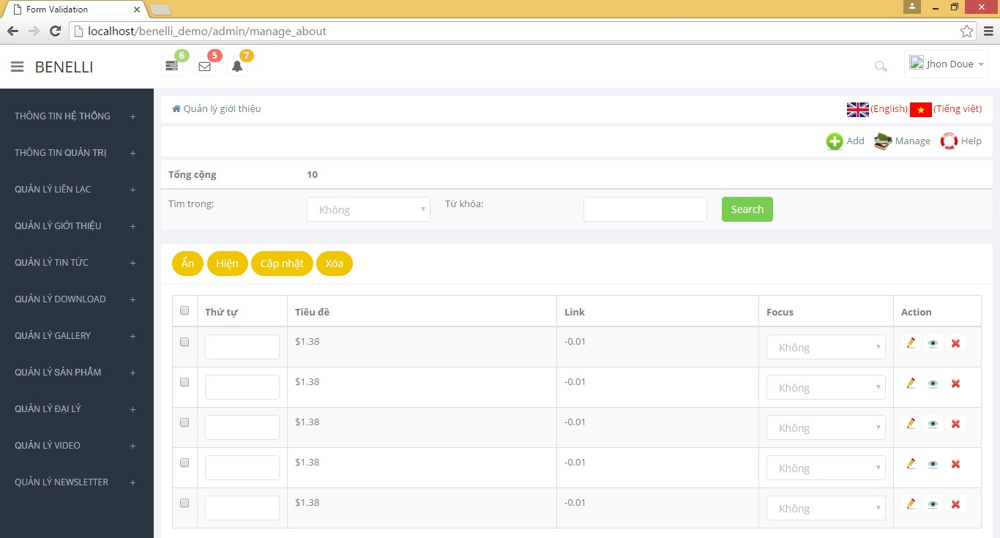 Form Validation
localhost/benelli_demo/admin/manage_about
BENELLI
6
5
7
Jhon Doue
THÔNG TIN HỆ THỐNG +
THÔNG TIN QUẢN TRỊ +
QUẢN LÝ LIÊN LẠC +
QUẢN LÝ GIỚI THIỆU +
QUẢN LÝ TIN TỨC +
QUẢN LÝ DOWNLOAD +
QUẢN LÝ GALLERY +
QUẢN LÝ SẢN PHẨM +
QUẢN LÝ ĐẠI LÝ +
QUẢN LÝ VIDEO +
QUẢN LÝ NEWSLETTER +
Quản lý giới thiệu
(English) (Tiếng việt)
Add Manage Help
Tổng cộng 10
Tìm trong: Không Từ khóa: Search
Ẩn Hiện Cập nhật Xóa
Thứ tự Tiêu đề Link Focus Action
$1.38 -0.01 Không
$1.38 -0.01 Không
$1.38 -0.01 Không
$1.38 -0.01 Không
$1.38 -0.01 Không